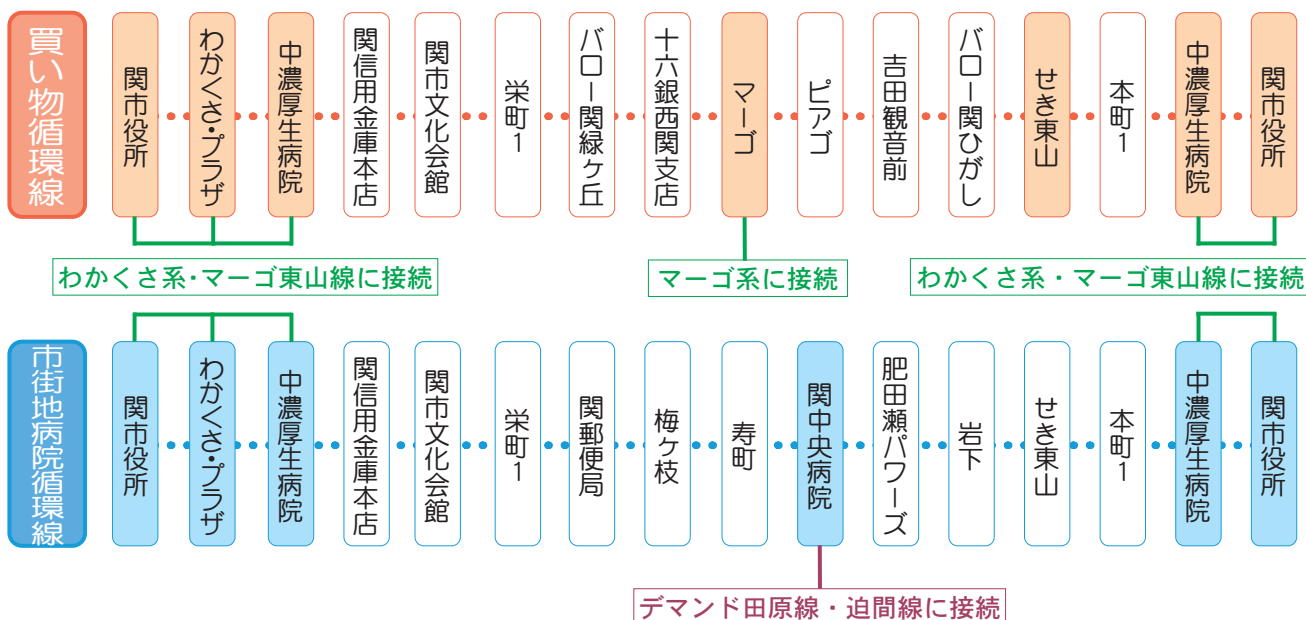 買い物循環線
関市役所
わかくさ・プラザ
中濃厚生病院
関信用金庫本店
関市文化会館
栄町1
バロー関緑ヶ丘
十六銀西関支店
マーゴ
ピアゴ
吉田観音前
バロー関ひがし
せき東山
本町1
中濃厚生病院
関市役所
わかくさ系・マーゴ東山線に接続
マーゴ系に接続
わかくさ系・マーゴ東山線に接続
市街地病院循環線
関市役所
わかくさ・プラザ
中濃厚生病院
関信用金庫本店
関市文化会館
栄町1
関郵便局
梅ヶ枝
寿町
関中央病院
肥田瀬パワーズ
岩下
せき東山
本町1
中濃厚生病院
関市役所
デマンド田原線・迫間線に接続